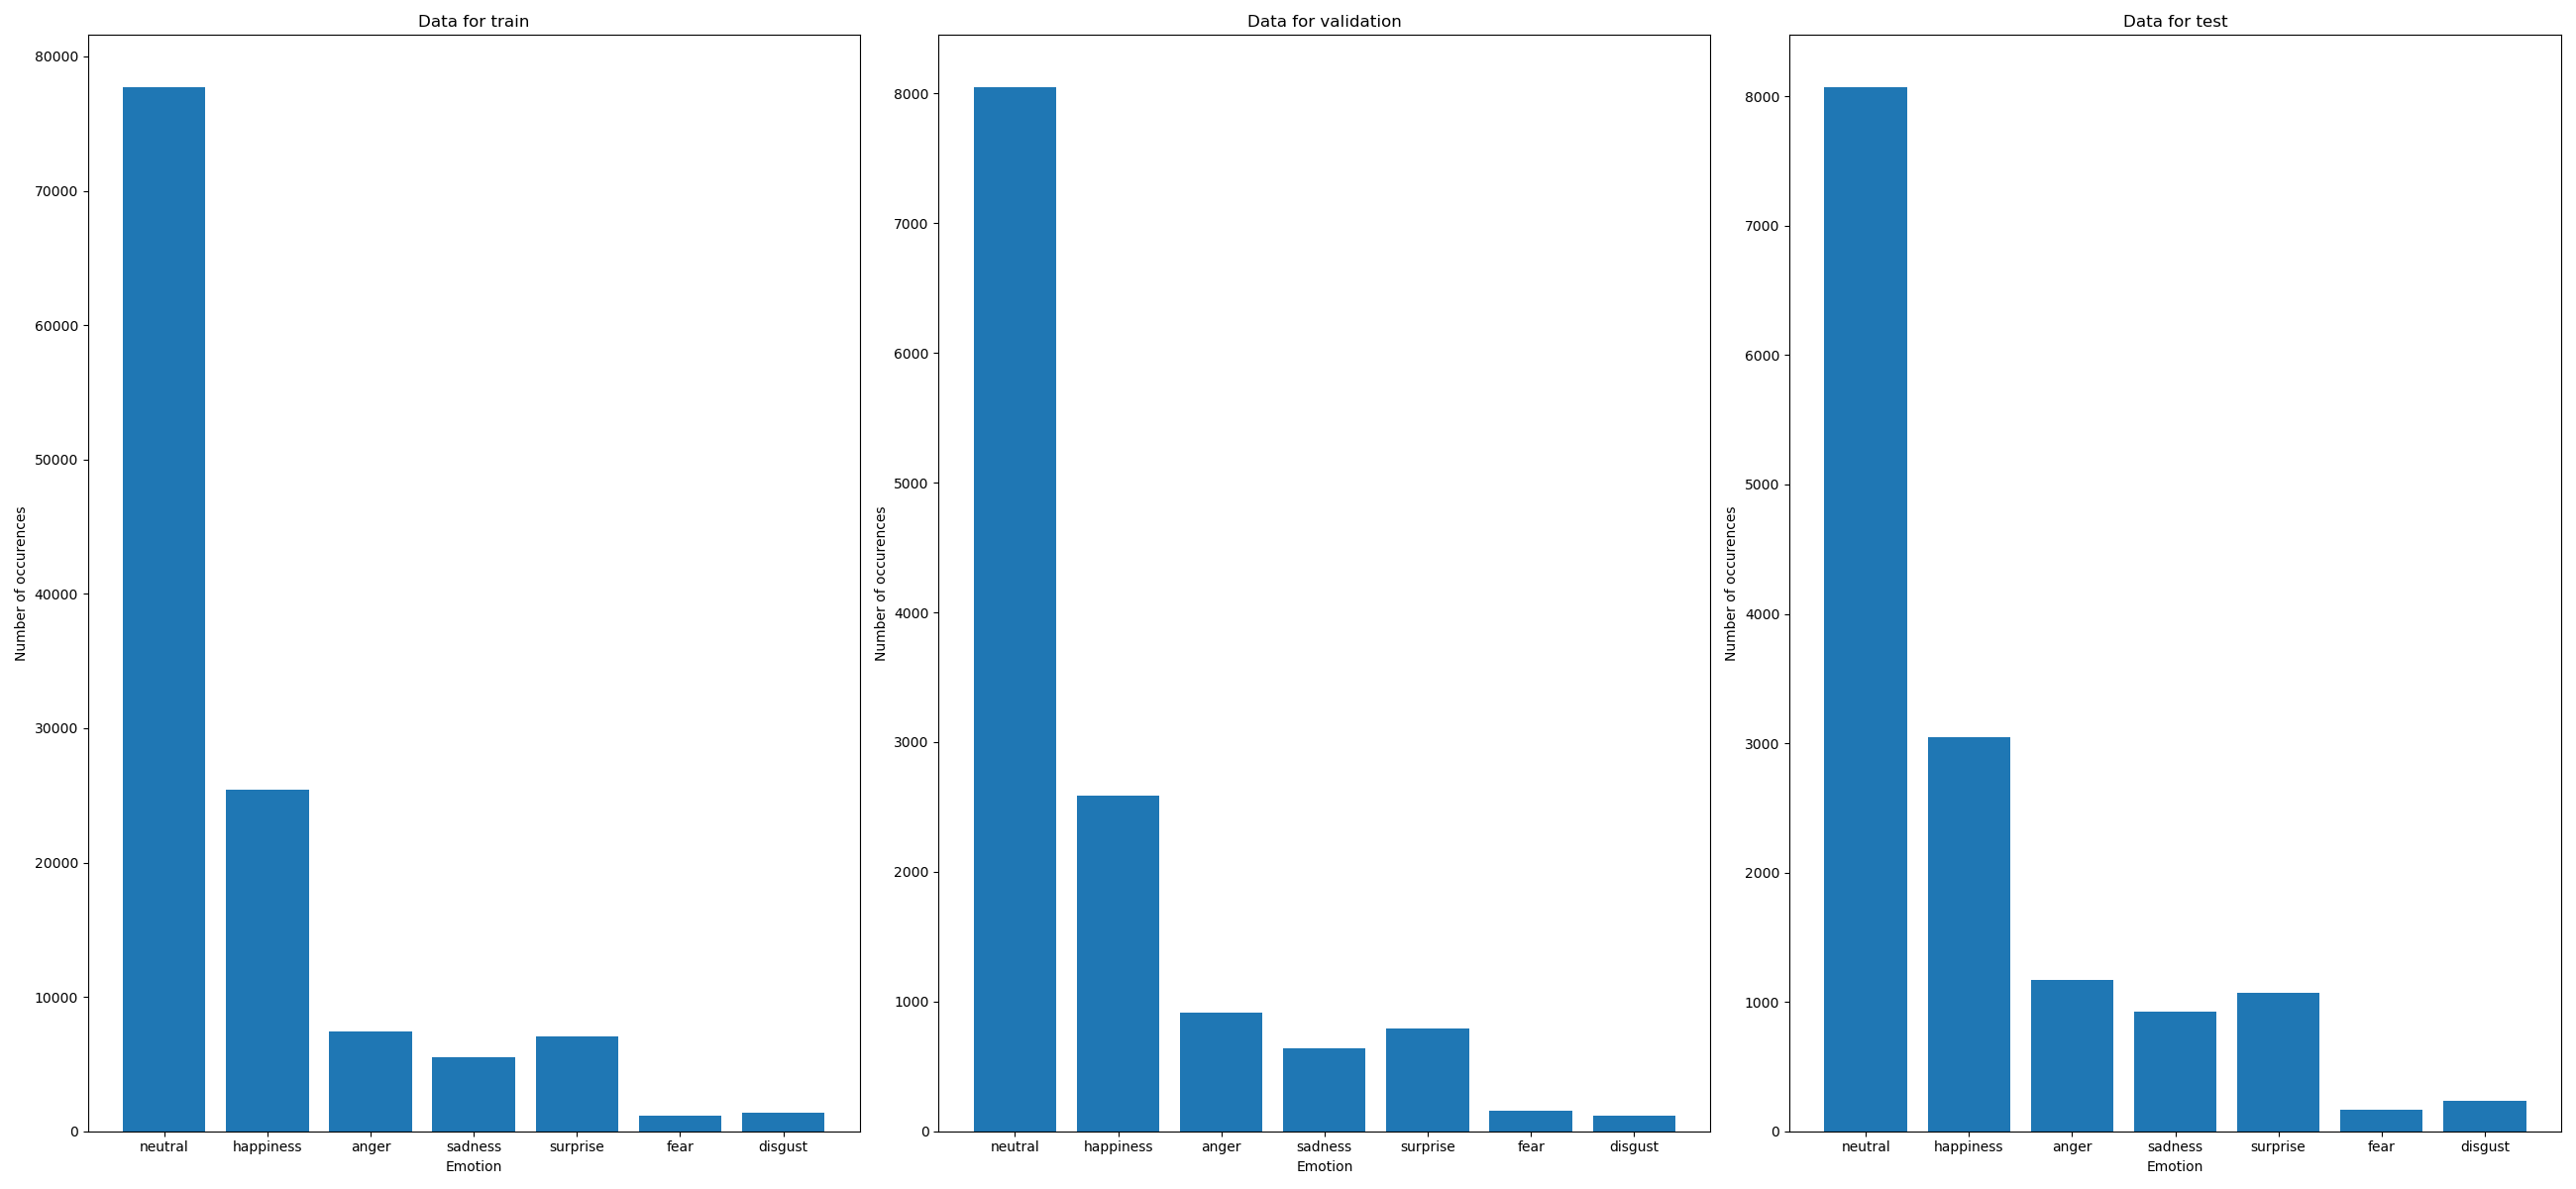 Data for train
80000
70000
60000
50000
40000
30000
20000
10000
0
Number of occurences
neutral happiness anger sadness surprise fear disgust
Emotion
Data for validation
8000
7000
6000
5000
4000
3000
2000
1000
0
Number of occurences
neutral happiness anger sadness surprise fear disgust
Emotion
Data for test
8000
7000
6000
5000
4000
3000
2000
1000
0
Number of occurences
neutral happiness anger sadness surprise fear disgust
Emotion